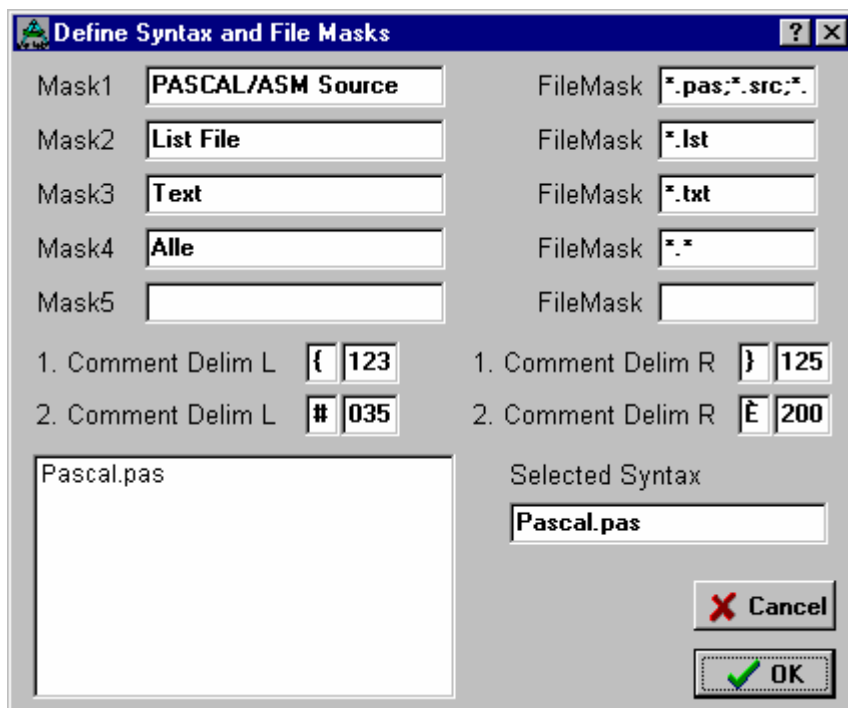 Define Syntax and File Masks
Mask1 PASCAL/ASM Source FileMask *.pas;*.src;*.
Mask2 List File FileMask *.lst
Mask3 Text FileMask *.txt
Mask4 Alle FileMask *.*
Mask5 FileMask
1. Comment Delim L { 123 1. Comment Delim R } 125
2. Comment Delim L # 035 2. Comment Delim R È 200
Pascal.pas
Selected Syntax
Pascal.pas
Cancel
OK